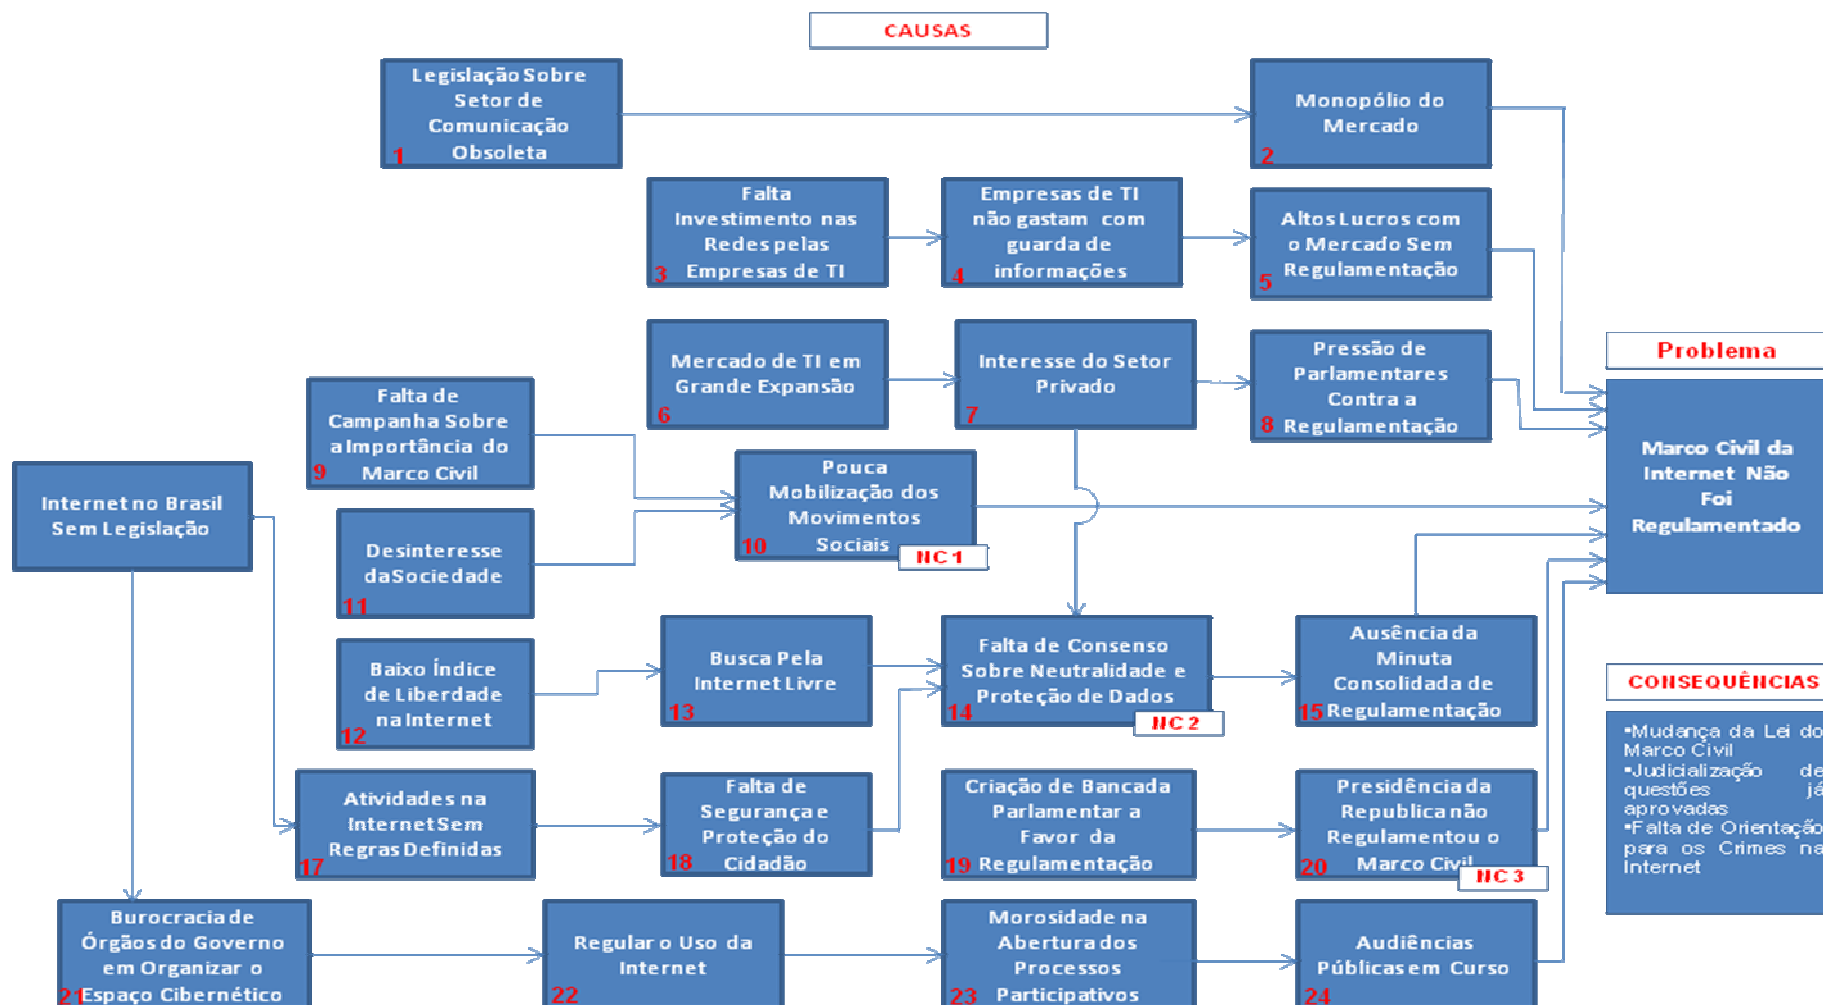 CAUSAS
Legislação Sobre
Setor de
Comunicação
Obsoleta
1
Monopólio do
Mercado
2
Falta
Investimento nas
Redes pelas
Empresas de TI
3
Empresas de TI
não gastam com
guarda de
informações
4
Altos Lucros com
o Mercado Sem
Regulamentação
5
Mercado de TI em
Grande Expansão
6
Interesse do Setor
Privado
7
Pressão de
Parlamentares
Contra a
Regulamentação
8
Problema
Marco Civil da
Internet Não
Foi
Regulamentado
Falta de
Campanha Sobre
a Importância do
Marco Civil
9
Internet no Brasil
Sem Legislação
Pouca
Mobilização dos
Movimentos
Sociais
10
NC 1
Desinteresse
da Sociedade
11
Baixo Índice
de Liberdade
na Internet
12
Busca Pela
Internet Livre
13
Falta de Consenso
Sobre Neutralidade e
Proteção de Dados
14
NC 2
Ausência da
Minuta
Consolidada de
Regulamentação
15
CONSEQUÊNCIAS
•Mudança da Lei do
Marco Civil
•Judicialização de
questões já
aprovadas
•Falta de Orientação
para os Crimes na
Internet
Atividades na
Internet Sem
Regras Definidas
17
Falta de
Segurança e
Proteção do
Cidadão
18
Criação de Bancada
Parlamentar a
Favor da
Regulamentação
19
Presidência da
Republica não
Regulamentou o
Marco Civil
20
NC 3
Burocracia de
Órgãos do Governo
em Organizar o
Espaço Cibernético
21
Regular o Uso da
Internet
22
Morosidade na
Abertura dos
Processos
Participativos
23
Audiências
Públicas em Curso
24